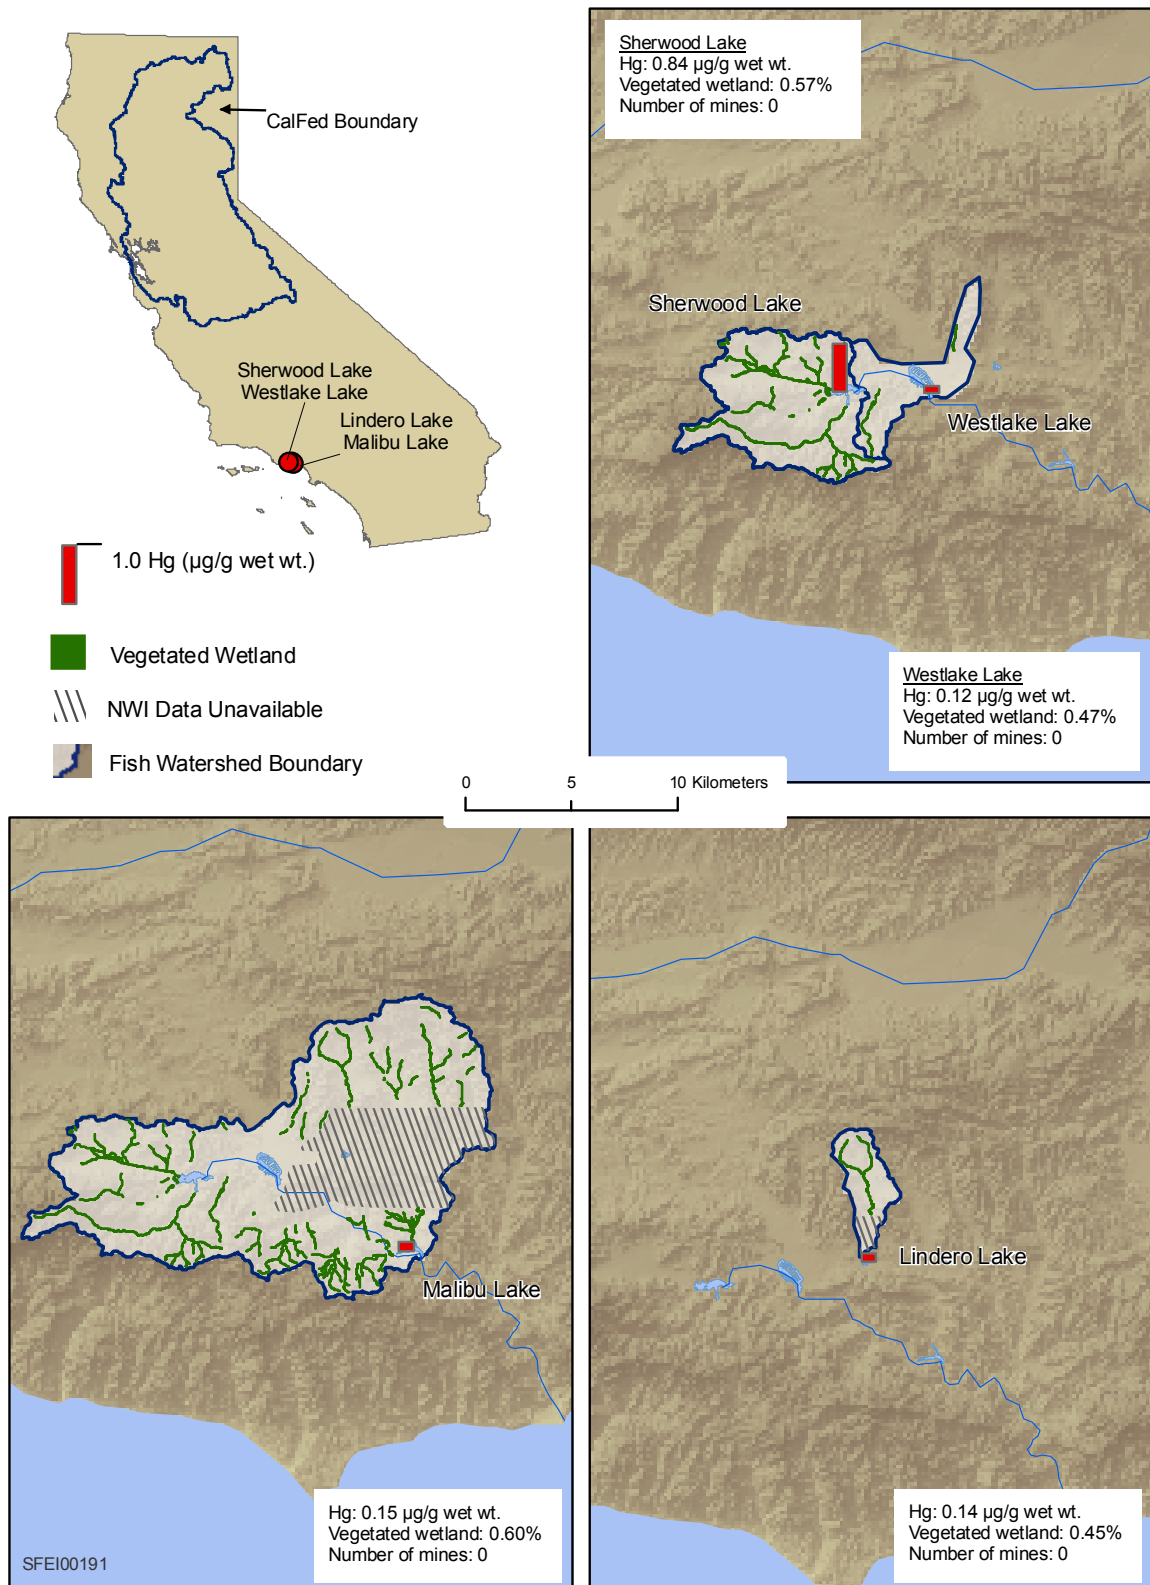 CalFed Boundary
Sherwood Lake
Westlake Lake
Lindero Lake
Malibu Lake
1.0 Hg (µg/g wet wt.)
Vegetated Wetland
NWI Data Unavailable
Fish Watershed Boundary
0 5 10 Kilometers
Sherwood Lake
Hg: 0.84 µg/g wet wt.
Vegetated wetland: 0.57%
Number of mines: 0
Sherwood Lake
Westlake Lake
Westlake Lake
Hg: 0.12 µg/g wet wt.
Vegetated wetland: 0.47%
Number of mines: 0
Malibu Lake
Hg: 0.15 µg/g wet wt.
Vegetated wetland: 0.60%
Number of mines: 0
SFEI00191
Lindero Lake
Hg: 0.14 µg/g wet wt.
Vegetated wetland: 0.45%
Number of mines: 0